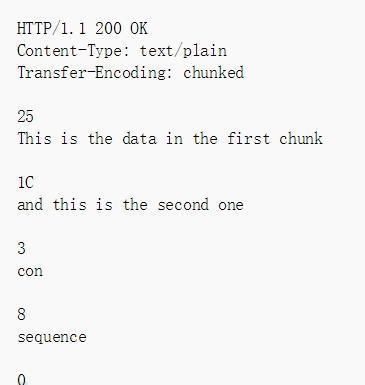 HTTP/1.1 200 OK
Content-Type: text/plain
Transfer-Encoding: chunked
25
This is the data in the first chunk
1C
and this is the second one
3
con
8
sequence
0